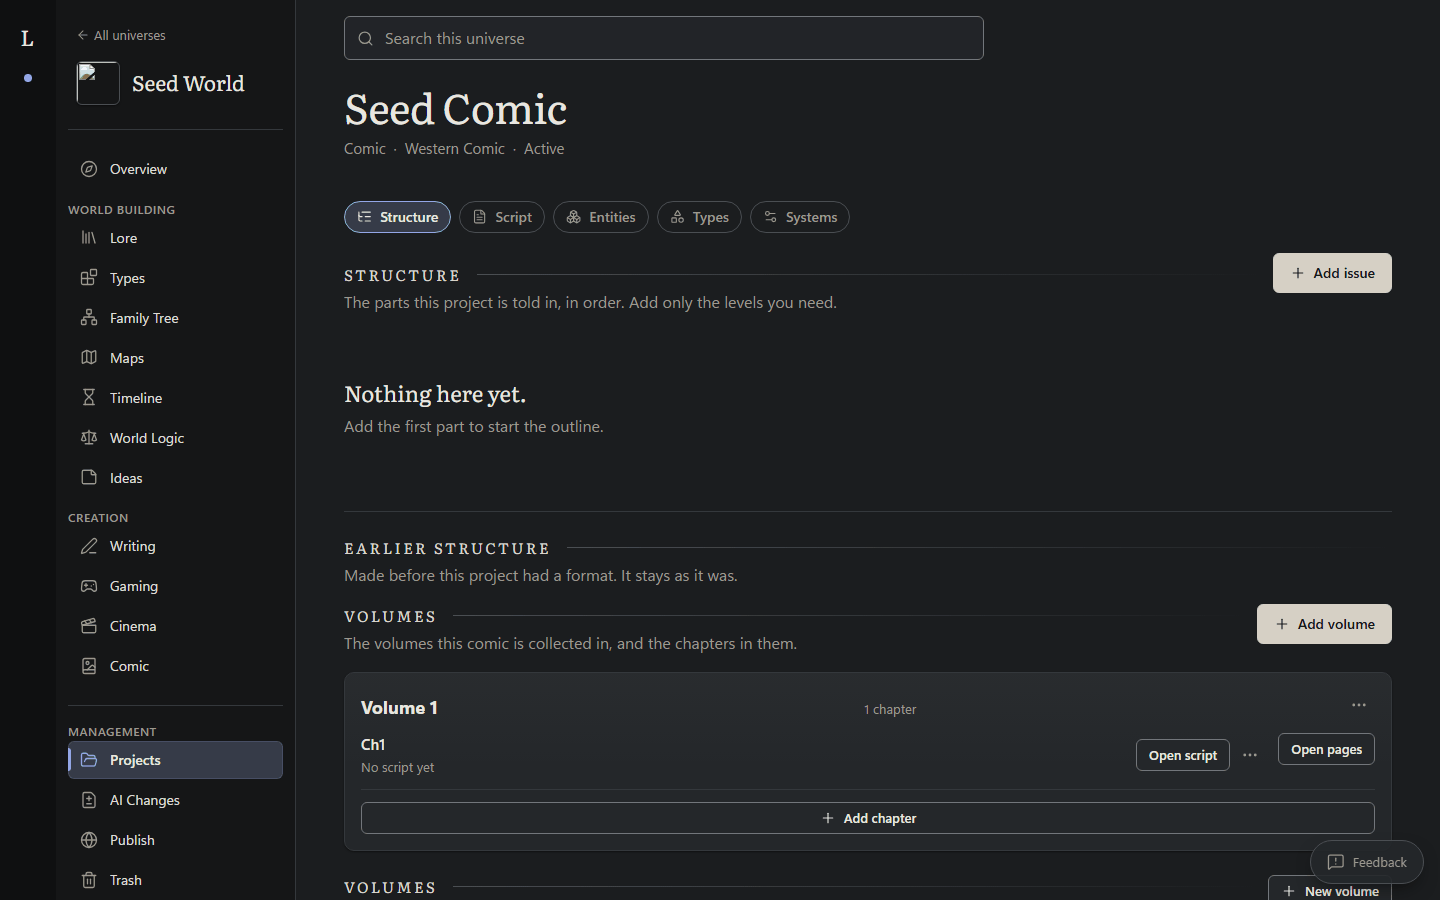 L
All universes
Seed World
Overview
WORLD BUILDING
Lore
Types
Family Tree
Maps
Timeline
World Logic
Ideas
CREATION
Writing
Gaming
Cinema
Comic
MANAGEMENT
Projects
AI Changes
Publish
Trash
Search this universe
Seed Comic
Comic · Western Comic · Active
Structure Script Entities Types Systems
STRUCTURE
Add issue
The parts this project is told in, in order. Add only the levels you need.
Nothing here yet.
Add the first part to start the outline.
EARLIER STRUCTURE
Made before this project had a format. It stays as it was.
VOLUMES
Add volume
The volumes this comic is collected in, and the chapters in them.
Volume 1 1 chapter
Ch1
No script yet
Open script Open pages
Add chapter
Feedback
VOLUMES
New volume